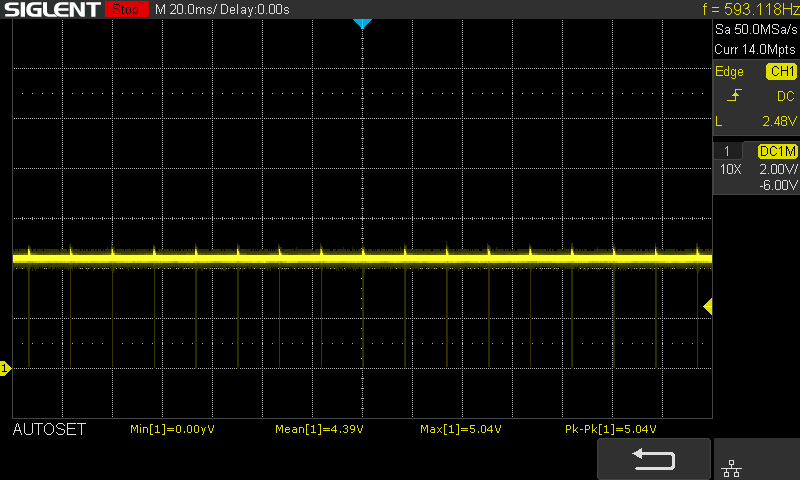 SIGLENT Stop M 20.0ms/ Delay:0.00s f = 593.118Hz
Sa 50.0MSa/s
Curr 14.0Mpts
Edge CH1
DC
L 2.48V
1 DC1M
10X 2.00V/
-6.00V
1
AUTOSET Min[1]=0.00yV Mean[1]=4.39V Max[1]=5.04V Pk-Pk[1]=5.04V